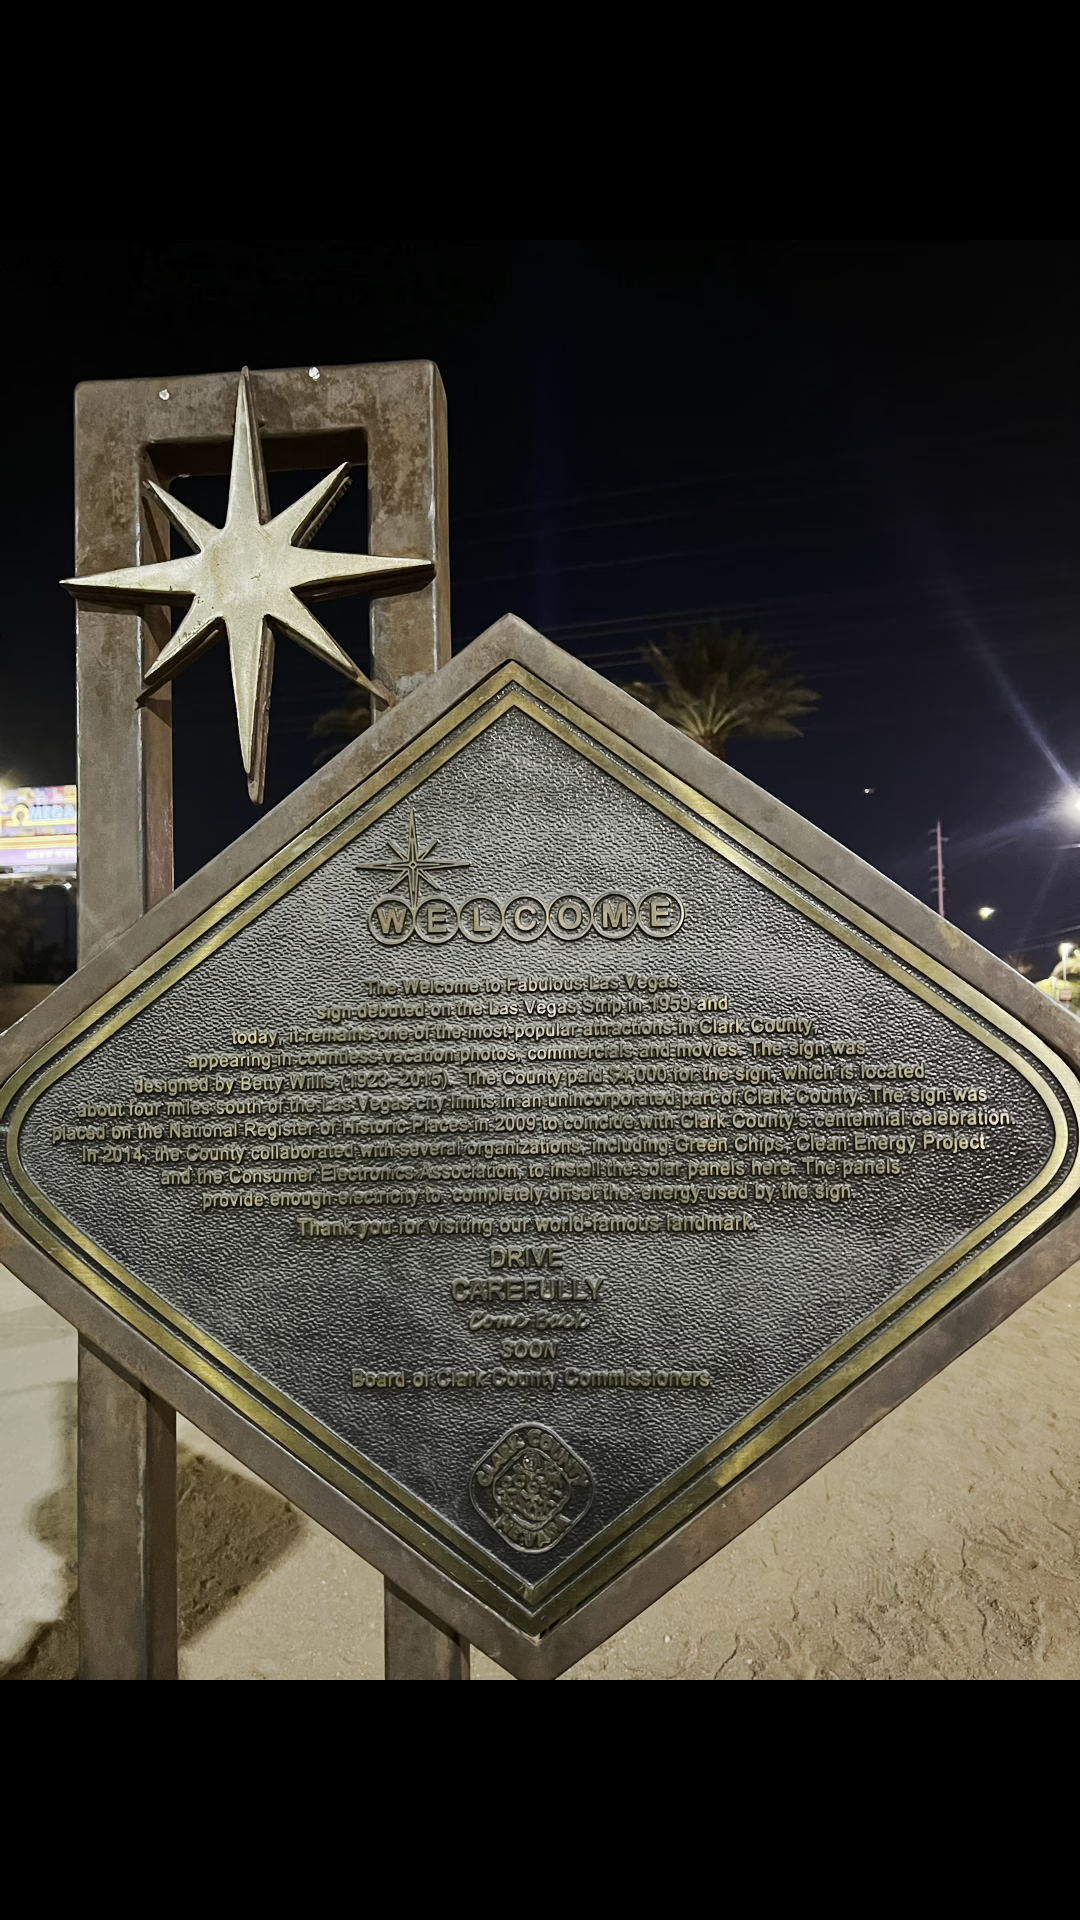 OMEGA
WELCOME
The Welcome to Fabulous Las Vegas
sign debuted on the Las Vegas Strip in 1959 and
today, it remains one of the most popular attractions in Clark County,
appearing in countless vacation photos, commercials and movies. The sign was
designed by Betty Willis (1923-2015). The County paid $4,000 for the sign, which is located
about four miles south of the Las Vegas city limits in an unincorporated part of Clark County. The sign was
placed on the National Register of Historic Places in 2009 to coincide with Clark County's centennial celebration.
In 2014, the County collaborated with several organizations, including Green Chips, Clean Energy Project
and the Consumer Electronics Association, to install the solar panels here. The panels
provide enough electricity to completely offset the energy used by the sign.
Thank you for visiting our world-famous landmark.
DRIVE
CAREFULLY
Come Back
SOON
Board of Clark County Commissioners
CLARK COUNTY
NEVADA